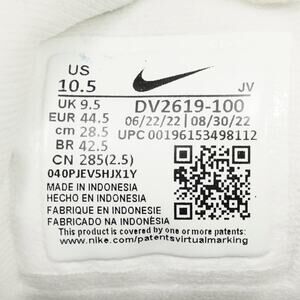 US
10.5
JV
UK 9.5
EUR 44.5
cm 28.5
BR 42.5
CN 285(2.5)
DV2619-100
06/22/22 | 08/30/22
UPC 00196153498112
040PJEV5HJX1Y
MADE IN INDONESIA
HECHO EN INDONESIA
FABRIQUE EN INDONESIE
FABRICADO NA INDONÉSIA
This product is covered by one or more patents:
www.nike.com/patentsvirtualmarking